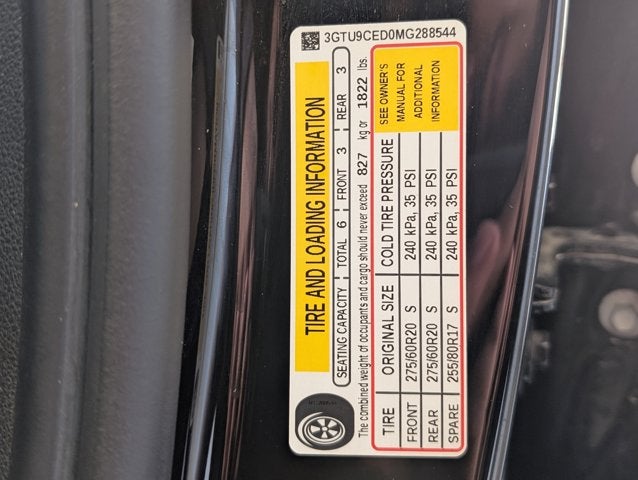 3GTU9CED0MG288544
TIRE AND LOADING INFORMATION
SEATING CAPACITY TOTAL 6 FRONT 3 REAR 3
The combined weight of occupants and cargo should never exceed 827 kg or 1822 lbs.
TIRE ORIGINAL SIZE COLD TIRE PRESSURE
FRONT 275/60R20 S 240 kPa, 35 PSI
REAR 275/60R20 S 240 kPa, 35 PSI
SPARE 255/80R17 S 240 kPa, 35 PSI
SEE OWNER'S
MANUAL FOR
ADDITIONAL
INFORMATION